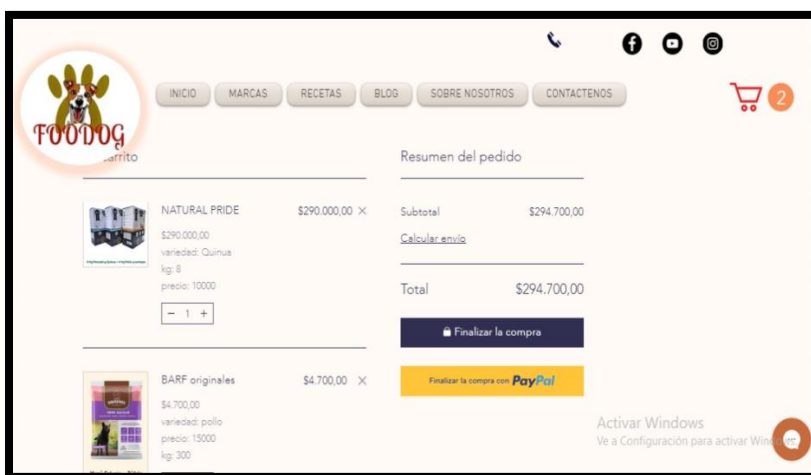 FOODOG
INICIO
MARCAS
RECETAS
BLOG
SOBRE NOSOTROS
CONTACTENOS
2
carrito
NATURAL PRIDE
$290.000,00
$290.000,00
variedad: Quinua
kg: 8
precio: 10000
− 1 +
BARF originales
$4.700,00
$4.700,00
variedad: pollo
precio: 15000
kg: 300
Resumen del pedido
Subtotal
$294.700,00
Calcular envío
Total
$294.700,00
Finalizar la compra
Finalizar la compra con PayPal
Activar Windows
Ve a Configuración para activar Windows.